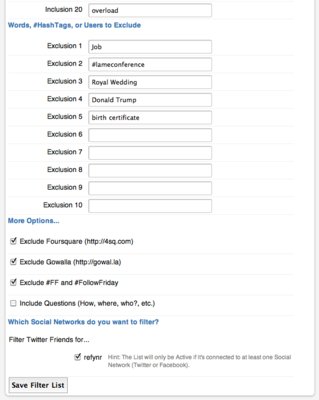 Inclusion 20 overload
Words, #HashTags, or Users to Exclude
Exclusion 1 Job
Exclusion 2 #lameconference
Exclusion 3 Royal Wedding
Exclusion 4 Donald Trump
Exclusion 5 birth certificate
Exclusion 6
Exclusion 7
Exclusion 8
Exclusion 9
Exclusion 10
More Options...
Exclude Foursquare (http://4sq.com)
Exclude Gowalla (http://gowal.la)
Exclude #FF and #FollowFriday
Include Questions (How, where, who?, etc.)
Which Social Networks do you want to filter?
Filter Twitter Friends for...
refynr Hint: The List will only be Active if it's connected to at least one Social
Network (Twitter or Facebook).
Save Filter List